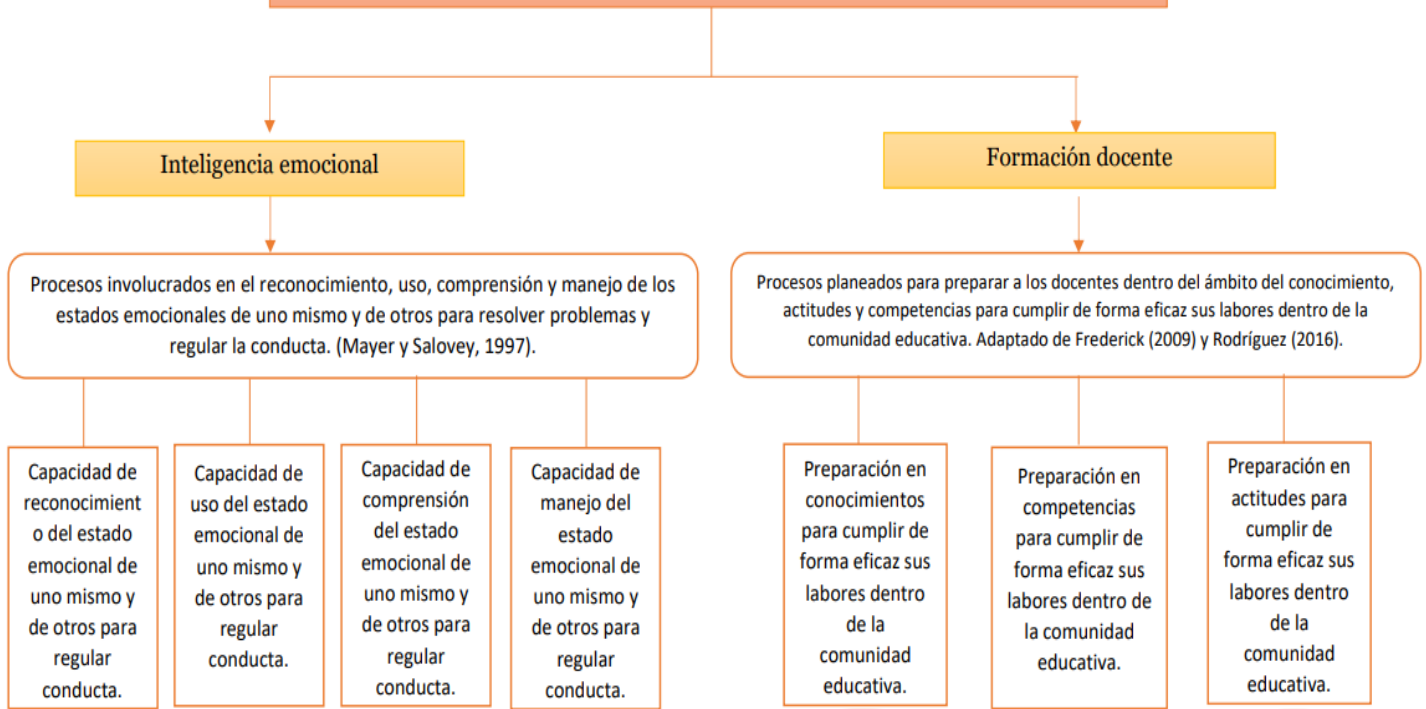 Inteligencia emocional
Formación docente
Procesos involucrados en el reconocimiento, uso, comprensión y manejo de los
estados emocionales de uno mismo y de otros para resolver problemas y
regular la conducta. (Mayer y Salovey, 1997).
Procesos planeados para preparar a los docentes dentro del ámbito del conocimiento,
actitudes y competencias para cumplir de forma eficaz sus labores dentro de la
comunidad educativa. Adaptado de Frederick (2009) y Rodríguez (2016).
Capacidad de
reconocimient
o del estado
emocional de
uno mismo y
de otros para
regular
conducta.
Capacidad de
uso del estado
emocional de
uno mismo y
de otros para
regular
conducta.
Capacidad de
comprensión
del estado
emocional de
uno mismo y
de otros para
regular
conducta.
Capacidad de
manejo del
estado
emocional de
uno mismo y
de otros para
regular
conducta.
Preparación en
conocimientos
para cumplir de
forma eficaz sus
labores dentro
de la
comunidad
educativa.
Preparación en
competencias
para cumplir de
forma eficaz sus
labores dentro de
la comunidad
educativa.
Preparación en
actitudes para
cumplir de
forma eficaz sus
labores dentro
de la
comunidad
educativa.